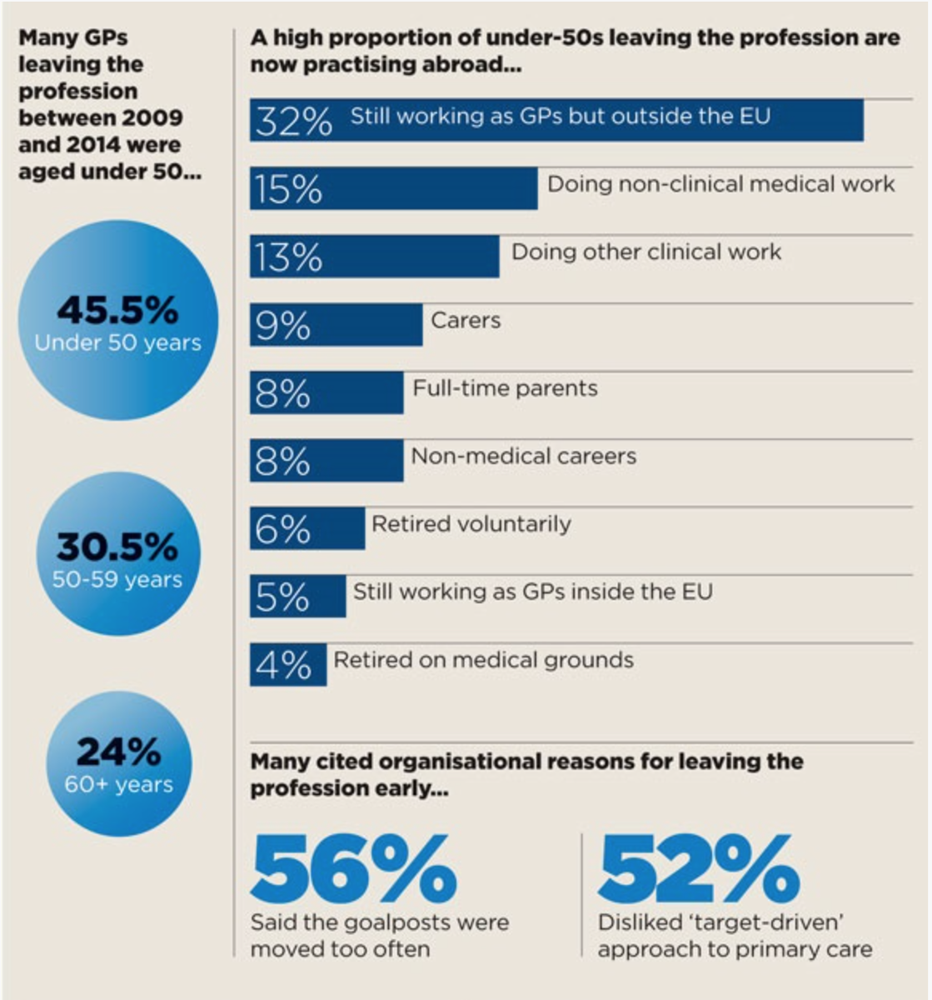 Many GPs
leaving the
profession
between 2009
and 2014 were
aged under 50...
45.5%
Under 50 years
30.5%
50-59 years
24%
60+ years
A high proportion of under-50s leaving the profession are
now practising abroad...
32% Still working as GPs but outside the EU
15% Doing non-clinical medical work
13% Doing other clinical work
9% Carers
8% Full-time parents
8% Non-medical careers
6% Retired voluntarily
5% Still working as GPs inside the EU
4% Retired on medical grounds
Many cited organisational reasons for leaving the
profession early...
56%
Said the goalposts were
moved too often
52%
Disliked ‘target-driven’
approach to primary care